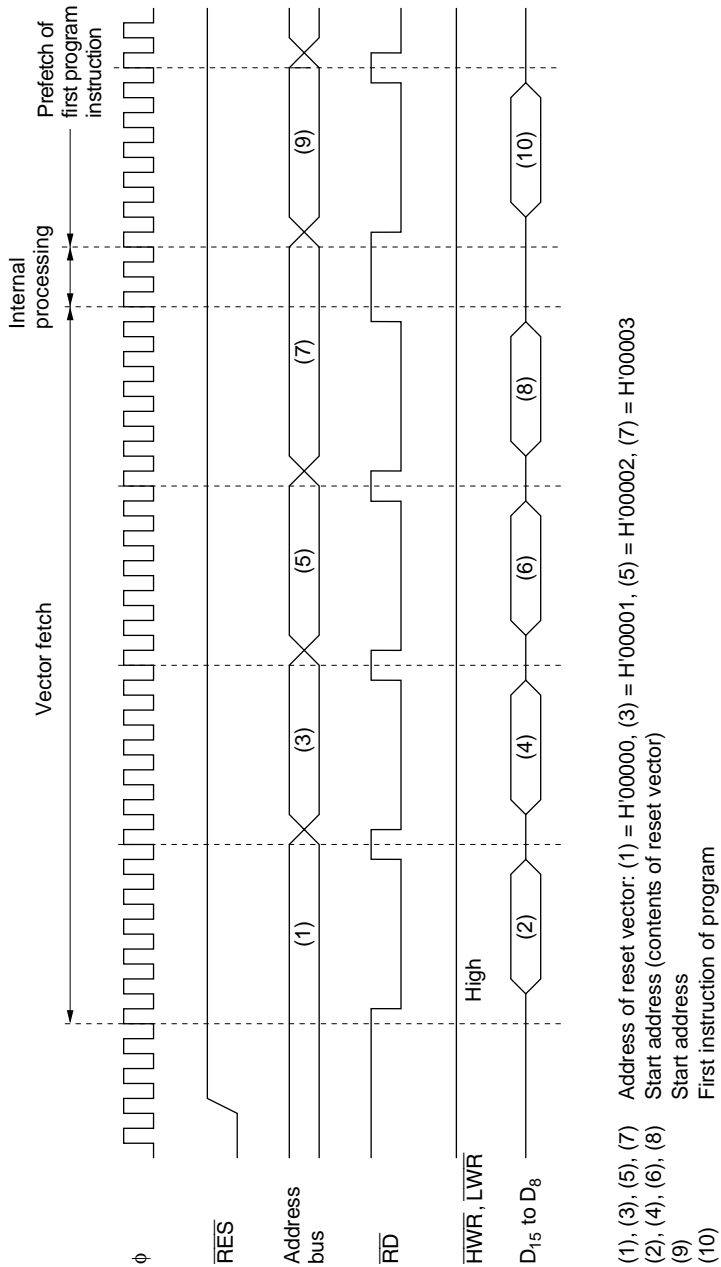 Vector fetch
Internal
processing
Prefetch of
first program
instruction
ϕ
RES
Address
bus
(1)
(3)
(5)
(7)
(9)
RD
HWR, LWR
High
D15 to D8
(2)
(4)
(6)
(8)
(10)
(1), (3), (5), (7) Address of reset vector: (1) = H'00000, (3) = H'00001, (5) = H'00002, (7) = H'00003
(2), (4), (6), (8) Start address (contents of reset vector)
(9) Start address
(10) First instruction of program